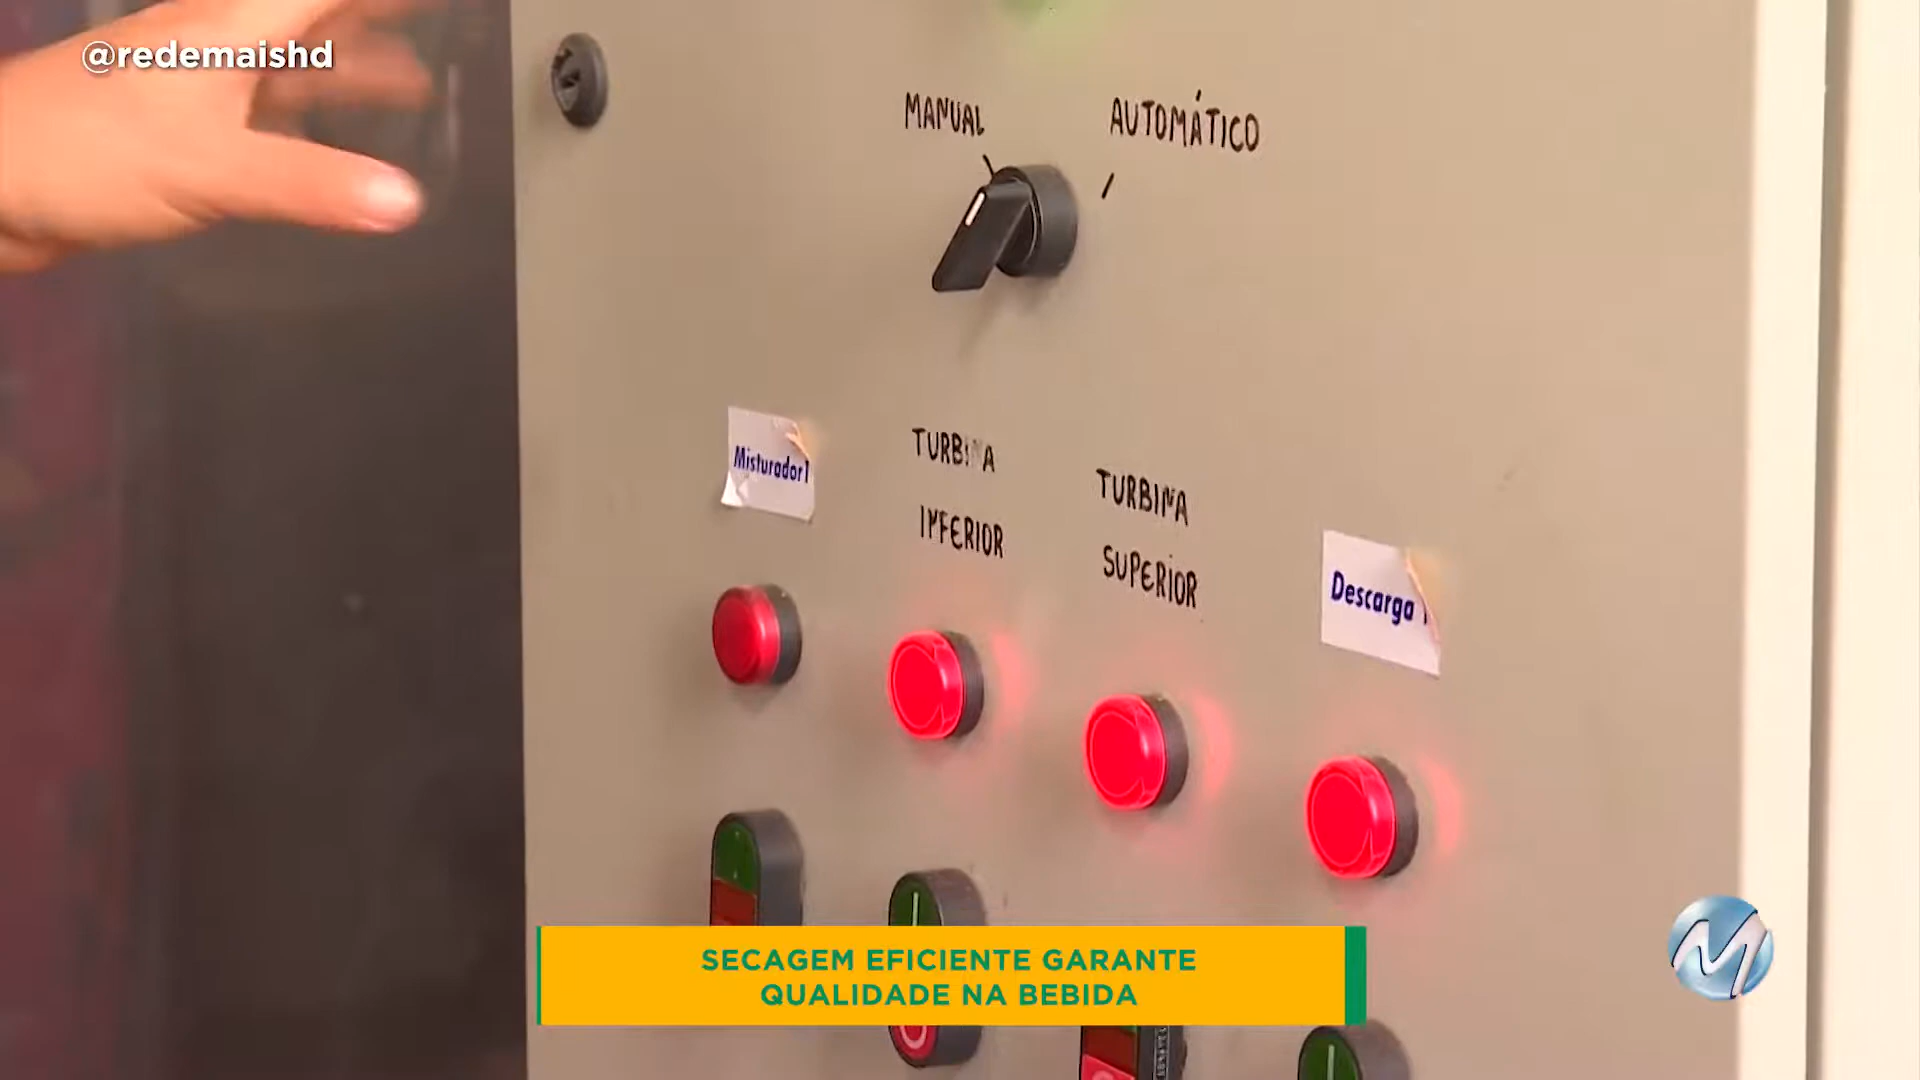 @redemaishd
MANUAL
AUTOMÁTICO
Misturador1
TURBINA
INFERIOR
TURBINA
SUPERIOR
Descarga
SECAGEM EFICIENTE GARANTE
QUALIDADE NA BEBIDA